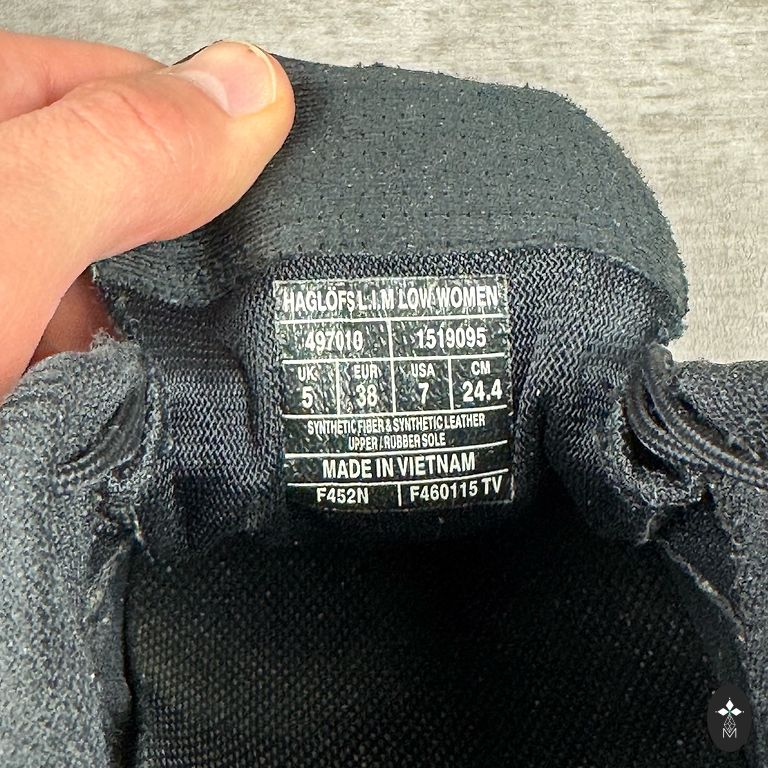 HAGLÖFS L.I.M LOW WOMEN
497010 1519095
UK EUR USA CM
5 38 7 24.4
SYNTHETIC FIBER & SYNTHETIC LEATHER
UPPER / RUBBER SOLE
MADE IN VIETNAM
F452N F460115 TV
M